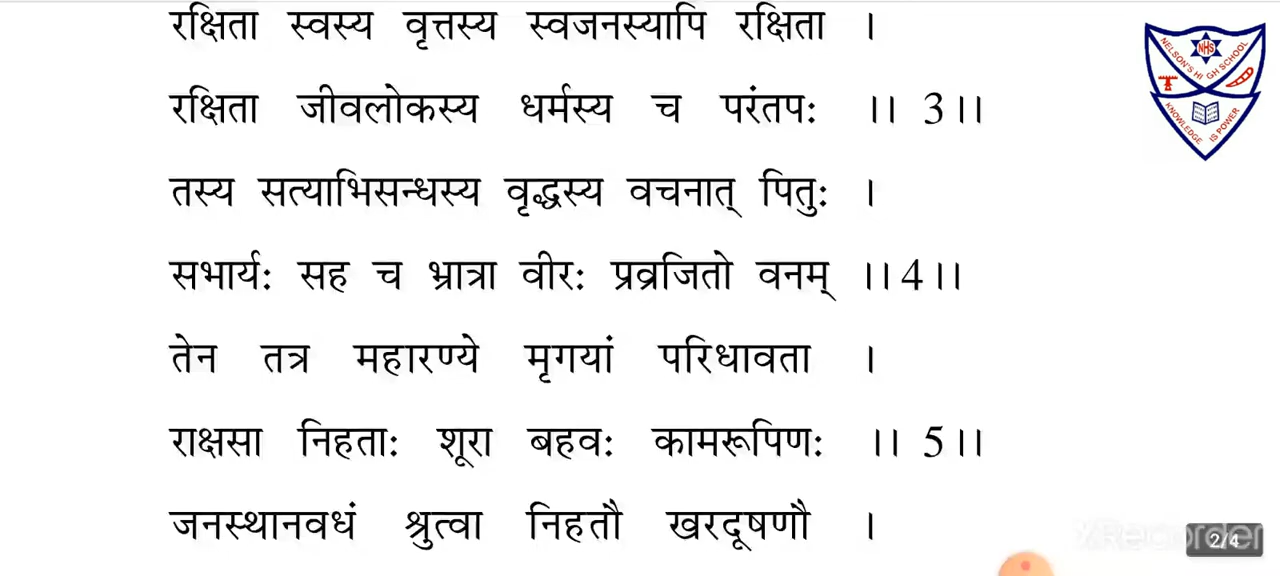 रक्षिता स्वस्य वृत्तस्य स्वजनस्यापि रक्षिता ।
रक्षिता जीवलोकस्य धर्मस्य च परंतपः ।। 3 ।।
तस्य सत्याभिसन्धस्य वृद्धस्य वचनात् पितुः ।
सभार्यः सह च भ्रात्रा वीरः प्रव्रजितो वनम् ।। 4 ।।
तेन तत्र महारण्ये मृगयां परिधावता ।
राक्षसा निहताः शूरा बहवः कामरूपिणः ।। 5 ।।
जनस्थानवधं श्रुत्वा निहतौ खरदूषणौ ।
NELSON'S HIGH SCHOOL
NHS
KNOWLEDGE IS POWER
XRecorder
2/4